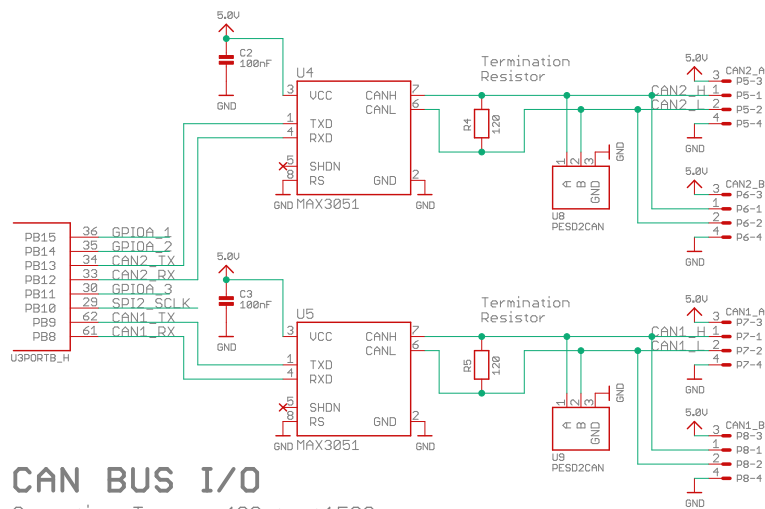 5.0V
C2
100nF
GND
U4
3 VCC CANH 7
CANL 6
1 TXD
4 RXD
5 SHDN
8 RS GND 2
GND
MAX3051
GND
Termination
Resistor
R4
120
1 2 3
A B GND
GND
U8
PESD2CAN
5.0V
CAN2_A
3 P5-3
CAN2_H 1 P5-1
CAN2_L 2 P5-2
4 P5-4
GND
5.0V
CAN2_B
3 P6-3
1 P6-1
2 P6-2
4 P6-4
GND
PB15 36 GPIOA_1
PB14 35 GPIOA_2
PB13 34 CAN2_TX
PB12 33 CAN2_RX
PB11 30 GPIOA_3
PB10 29 SPI2_SCLK
PB9 62 CAN1_TX
PB8 61 CAN1_RX
U3PORTB_H
5.0V
C3
100nF
GND
U5
3 VCC CANH 7
CANL 6
1 TXD
4 RXD
5 SHDN
8 RS GND 2
GND
MAX3051
GND
Termination
Resistor
R5
120
1 2 3
A B GND
GND
U9
PESD2CAN
5.0V
CAN1_A
3 P7-3
CAN1_H 1 P7-1
CAN1_L 2 P7-2
4 P7-4
GND
5.0V
CAN1_B
3 P8-3
1 P8-1
2 P8-2
4 P8-4
GND
CAN BUS I/O